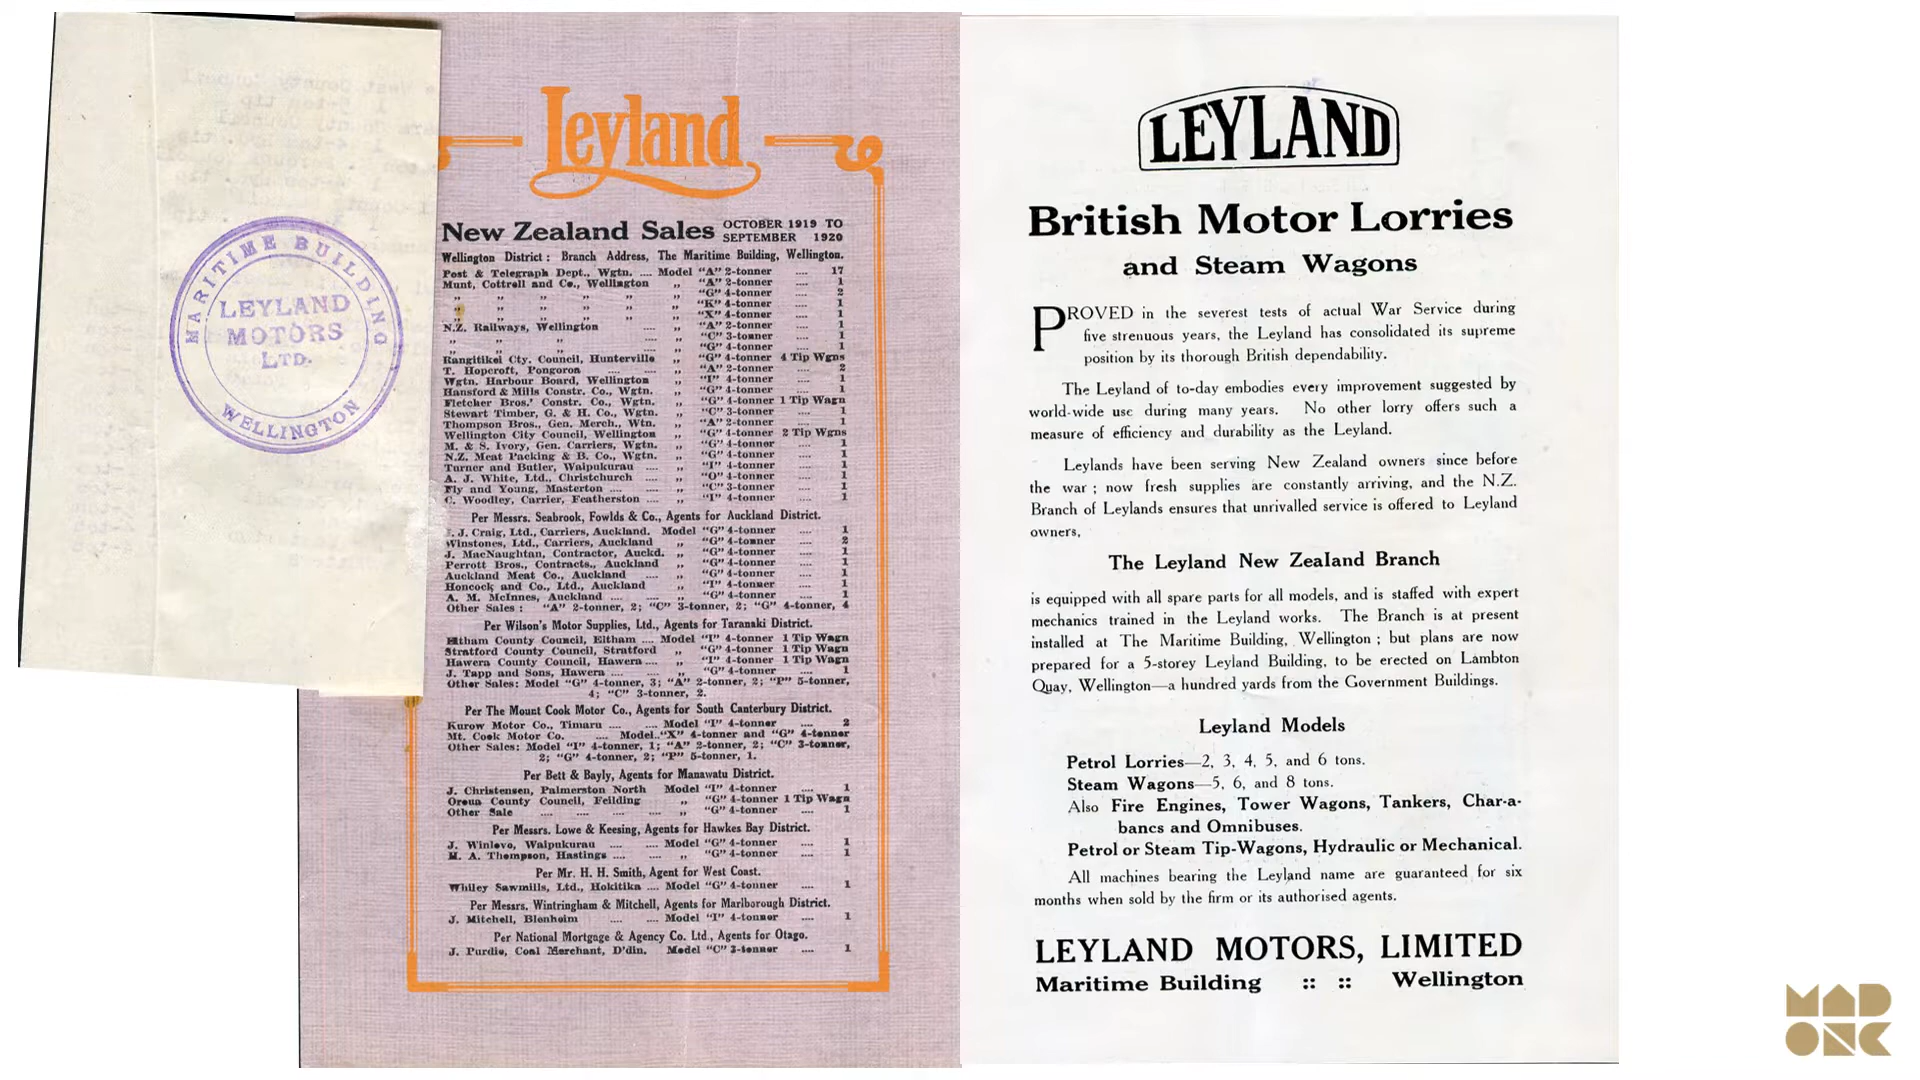 MARITIME BUILDING
LEYLAND
MOTORS
LTD.
WELLINGTON
Leyland
New Zealand Sales OCTOBER 1919 TO
SEPTEMBER 1920
Wellington District: Branch Address, The Maritime Building, Wellington.
Post & Telegraph Dept., Wgtn. .... Model "A" 2-tonner .... 17
Munt, Cottrell and Co., Wellington ,, "A" 2-tonner .... 1
,, ,, ,, ,, ,, ,, "G" 4-tonner .... 2
,, ,, ,, ,, ,, ,, "K" 4-tonner .... 1
,, ,, ,, ,, ,, ,, "X" 4-tonner .... 1
N.Z. Railways, Wellington .... ,, "A" 2-tonner .... 1
,, ,, ,, .... ,, "C" 3-tonner .... 1
,, ,, ,, .... ,, "G" 4-tonner .... 1
Rangitikei Cty. Council, Hunterville ,, "G" 4-tonner 4 Tip Wgns
T. Hopcroft, Pongoroa .... .... ,, "A" 2-tonner .... 2
Wgtn. Harbour Board, Wellington ,, "I" 4-tonner .... 1
Hansford & Mills Constr. Co., Wgtn. ,, "G" 4-tonner .... 1
Fletcher Bros.' Constr. Co., Wgtn. ,, "G" 4-tonner 1 Tip Wagn
Stewart Timber, G. & H. Co., Wgtn. ,, "C" 3-tonner .... 1
Thompson Bros., Gen. Merch., Wtn. ,, "A" 2-tonner .... 1
Wellington City Council, Wellington ,, "G" 4-tonner 2 Tip Wgns
M. & S. Ivory, Gen. Carriers, Wgtn. ,, "G" 4-tonner .... 1
N.Z. Meat Packing & B. Co., Wgtn. ,, "G" 4-tonner .... 1
Turner and Butler, Waipukurau .... ,, "I" 4-tonner .... 1
A. J. White, Ltd., Christchurch .... ,, "O" 4-tonner .... 1
Fly and Young, Masterton .... .... ,, "C" 3-tonner .... 1
C. Woodley, Carrier, Featherston .... ,, "I" 4-tonner .... 1
Per Messrs. Seabrook, Fowlds & Co., Agents for Auckland District.
J. Craig, Ltd., Carriers, Auckland. Model "G" 4-tonner 1
Winstones, Ltd., Carriers, Auckland ,, "G" 4-tonner .... 2
J. MacNaughtan, Contractor, Auckd. ,, "G" 4-tonner .... 1
Perrott Bros., Contracts., Auckland ,, "G" 4-tonner .... 1
Auckland Meat Co., Auckland .... ,, "G" 4-tonner .... 1
Honcock and Co., Ltd., Auckland ,, "I" 4-tonner .... 1
A. M. McInnes, Auckland .... .... ,, "G" 4-tonner .... 1
Other Sales: "A" 2-tonner, 2; "C" 3-tonner, 2; "G" 4-tonner, 4
Per Wilson's Motor Supplies, Ltd., Agents for Taranaki District.
Eltham County Council, Eltham .... Model "I" 4-tonner 1 Tip Wagn
Stratford County Council, Stratford ,, "G" 4-tonner 1 Tip Wagn
Hawera County Council, Hawera .... ,, "I" 4-tonner 1 Tip Wagn
J. Tapp and Sons, Hawera .... .... ,, "G" 4-tonner .... 1
Other Sales: Model "G" 4-tonner, 3; "A" 2-tonner, 2; "P" 5-tonner,
4; "C" 3-tonner, 2.
Per The Mount Cook Motor Co., Agents for South Canterbury District.
Kurow Motor Co., Timaru .... .... Model "I" 4-tonner .... 2
Mt. Cook Motor Co. .... Model.."X" 4-tonner and "G" 4-tonner
Other Sales: Model "I" 4-tonner, 1; "A" 2-tonner, 2; "C" 3-tonner,
2; "G" 4-tonner, 2; "P" 5-tonner, 1.
Per Bett & Bayly, Agents for Manawatu District.
J. Christensen, Palmerston North Model "I" 4-tonner .... 1
Oroua County Council, Feilding ,, "G" 4-tonner 1 Tip Wagn
Other Sale .... .... .... .... ,, "G" 4-tonner .... 1
Per Messrs. Lowe & Keesing, Agents for Hawkes Bay District.
J. Winlove, Waipukurau .... .... Model "G" 4-tonner .... 1
M. A. Thompson, Hastings .... .... ,, "G" 4-tonner .... 1
Per Mr. H. H. Smith, Agent for West Coast.
Whiley Sawmills, Ltd., Hokitika .... Model "G" 4-tonner .... 1
Per Messrs. Wintringham & Mitchell, Agents for Marlborough District.
J. Mitchell, Blenheim .... .... Model "I" 4-tonner .... 1
Per National Mortgage & Agency Co. Ltd., Agents for Otago.
J. Purdie, Coal Merchant, D'din. Model "C" 3-tonner .... 1
LEYLAND
British Motor Lorries
and Steam Wagons
PROVED in the severest tests of actual War Service during
five strenuous years, the Leyland has consolidated its supreme
position by its thorough British dependability.
The Leyland of to-day embodies every improvement suggested by
world-wide use during many years. No other lorry offers such a
measure of efficiency and durability as the Leyland.
Leylands have been serving New Zealand owners since before
the war ; now fresh supplies are constantly arriving, and the N.Z.
Branch of Leylands ensures that unrivalled service is offered to Leyland
owners,
The Leyland New Zealand Branch
is equipped with all spare parts for all models, and is staffed with expert
mechanics trained in the Leyland works. The Branch is at present
installed at The Maritime Building, Wellington ; but plans are now
prepared for a 5-storey Leyland Building, to be erected on Lambton
Quay, Wellington—a hundred yards from the Government Buildings.
Leyland Models
Petrol Lorries—2, 3, 4, 5, and 6 tons.
Steam Wagons—5, 6, and 8 tons.
Also Fire Engines, Tower Wagons, Tankers, Char-a-
bancs and Omnibuses.
Petrol or Steam Tip-Wagons, Hydraulic or Mechanical.
All machines bearing the Leyland name are guaranteed for six
months when sold by the firm or its authorised agents.
LEYLAND MOTORS, LIMITED
Maritime Building :: :: Wellington
MAD
ONE